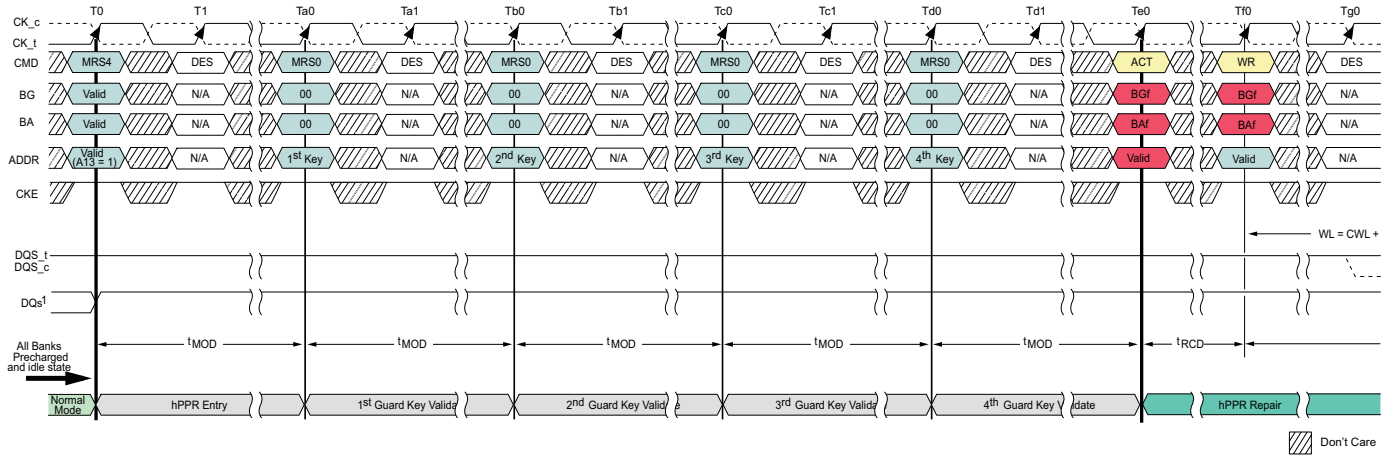 T0 T1 Ta0 Ta1 Tb0 Tb1 Tc0 Tc1 Td0 Td1 Te0 Tf0 Tg0
CK_c
CK_t
CMD MRS4 DES MRS0 DES MRS0 DES MRS0 DES MRS0 DES ACT WR DES
BG Valid N/A 00 N/A 00 N/A 00 N/A 00 N/A BGf BGf N/A
BA Valid N/A 00 N/A 00 N/A 00 N/A 00 N/A BAf BAf N/A
ADDR Valid (A13 = 1) N/A 1st Key N/A 2nd Key N/A 3rd Key N/A 4th Key N/A Valid Valid N/A
CKE
WL = CWL +
DQS_t
DQS_c
DQs1
tMOD tMOD tMOD tMOD tMOD tRCD
All Banks
Precharged
and idle state
Normal Mode hPPR Entry 1st Guard Key Valida 2nd Guard Key Valid e 3rd Guard Key Valida 4th Guard Key V idate hPPR Repair
Don't Care